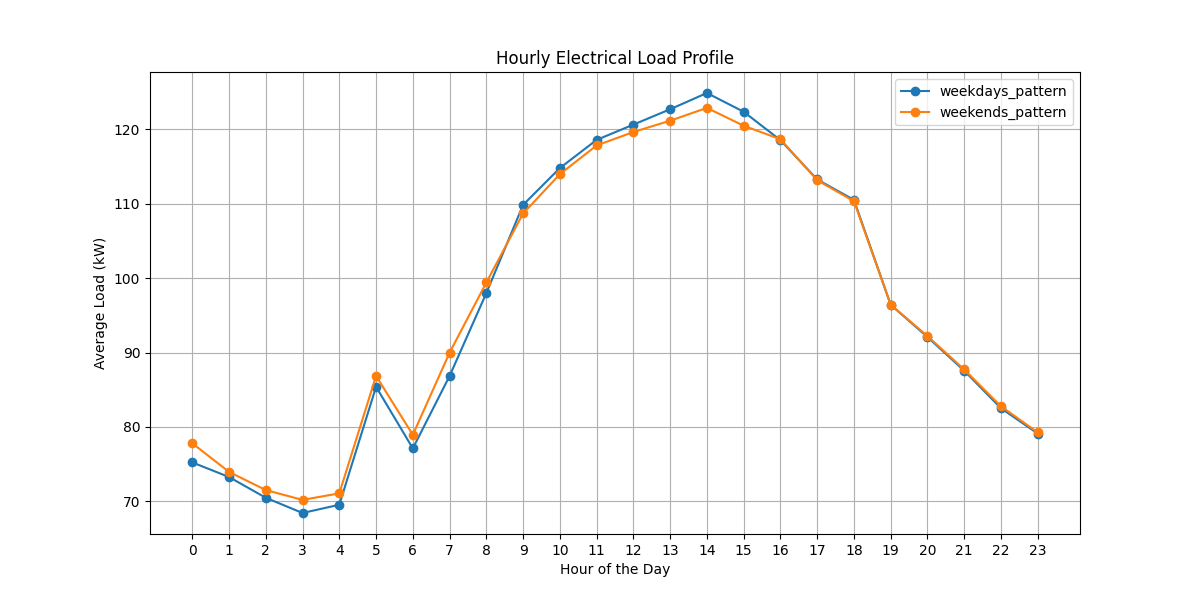 Hourly Electrical Load Profile
weekdays_pattern
weekends_pattern
Average Load (kW)
120
110
100
90
80
70
0 1 2 3 4 5 6 7 8 9 10 11 12 13 14 15 16 17 18 19 20 21 22 23
Hour of the Day